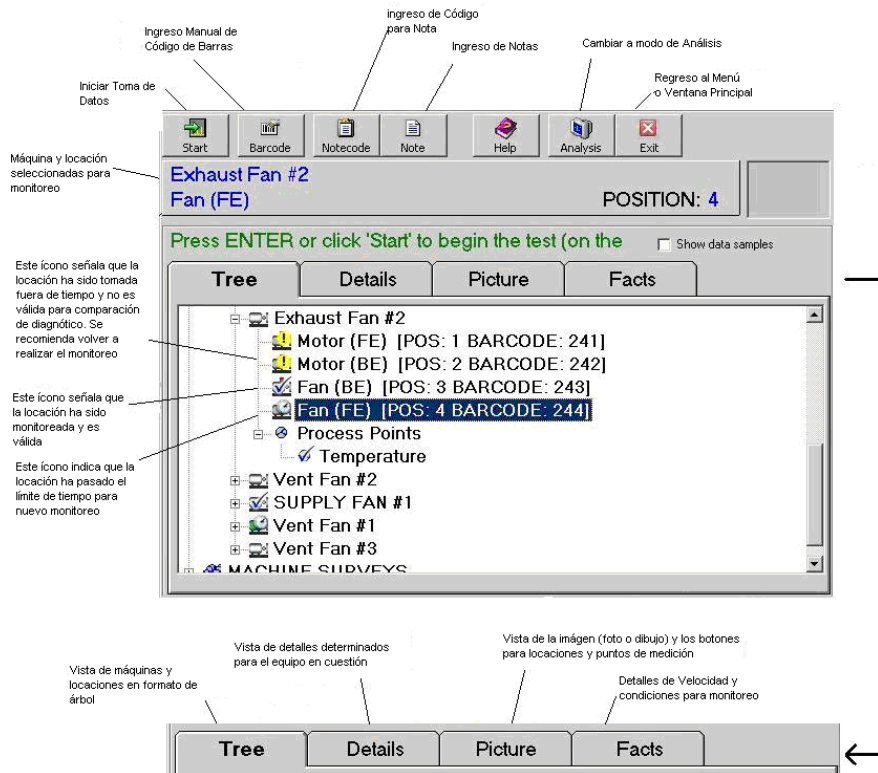 ingreso de Código
para Nota
Ingreso Manual de
Código de Barras
Ingreso de Notas
Cambiar a modo de Análisis
Iniciar Toma de
Datos
Regreso al Menú
o Ventana Principal
Start
Barcode
Notecode
Note
Help
Analysis
Exit
Máquina y locación
seleccionadas para
monitoreo
Exhaust Fan #2
Fan (FE)
POSITION: 4
Press ENTER or click 'Start' to begin the test (on the
Show data samples
Tree
Details
Picture
Facts
Este ícono señala que la
locación ha sido tomada
fuera de tiempo y no es
válida para comparación
de diagnótico. Se
recomienda volver a
realizar el monitoreo
Este ícono señala que
la locación ha sido
monitoreada y es
válida
Este ícono indica que la
locación ha pasado el
límite de tiempo para
nuevo monitoreo
Exhaust Fan #2
Motor (FE) [POS: 1 BARCODE: 241]
Motor (BE) [POS: 2 BARCODE: 242]
Fan (BE) [POS: 3 BARCODE: 243]
Fan (FE) [POS: 4 BARCODE: 244]
Process Points
Temperature
Vent Fan #2
SUPPLY FAN #1
Vent Fan #1
Vent Fan #3
MACHINE SURVEYS
Vista de máquinas y
locaciones en formato de
árbol
Vista de detalles determinados
para el equipo en cuestión
Vista de la imágen (foto o dibujo) y los botones
para locaciones y puntos de medición
Detalles de Velocidad y
condiciones para monitoreo
Tree
Details
Picture
Facts